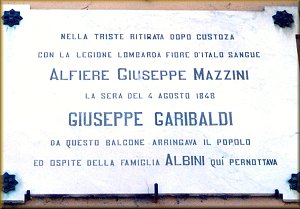 NELLA TRISTE RITIRATA DOPO CUSTOZA
CON LA LEGIONE LOMBARDA FIORE D'ITALO SANGUE
ALFIERE GIUSEPPE MAZZINI
LA SERA DEL 4 AGOSTO 1848
GIUSEPPE GARIBALDI
DA QUESTO BALCONE ARRINGAVA IL POPOLO
ED OSPITE DELLA FAMIGLIA ALBINI QUÌ PERNOTTAVA